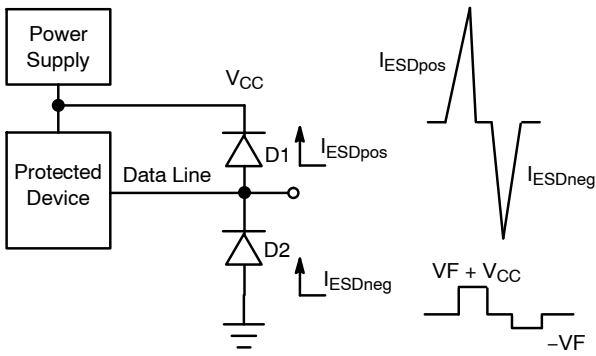 Power
Supply
V_CC
I_ESDpos
D1
I_ESDpos
Protected
Device
Data Line
I_ESDneg
D2
I_ESDneg
VF + V_CC
−VF